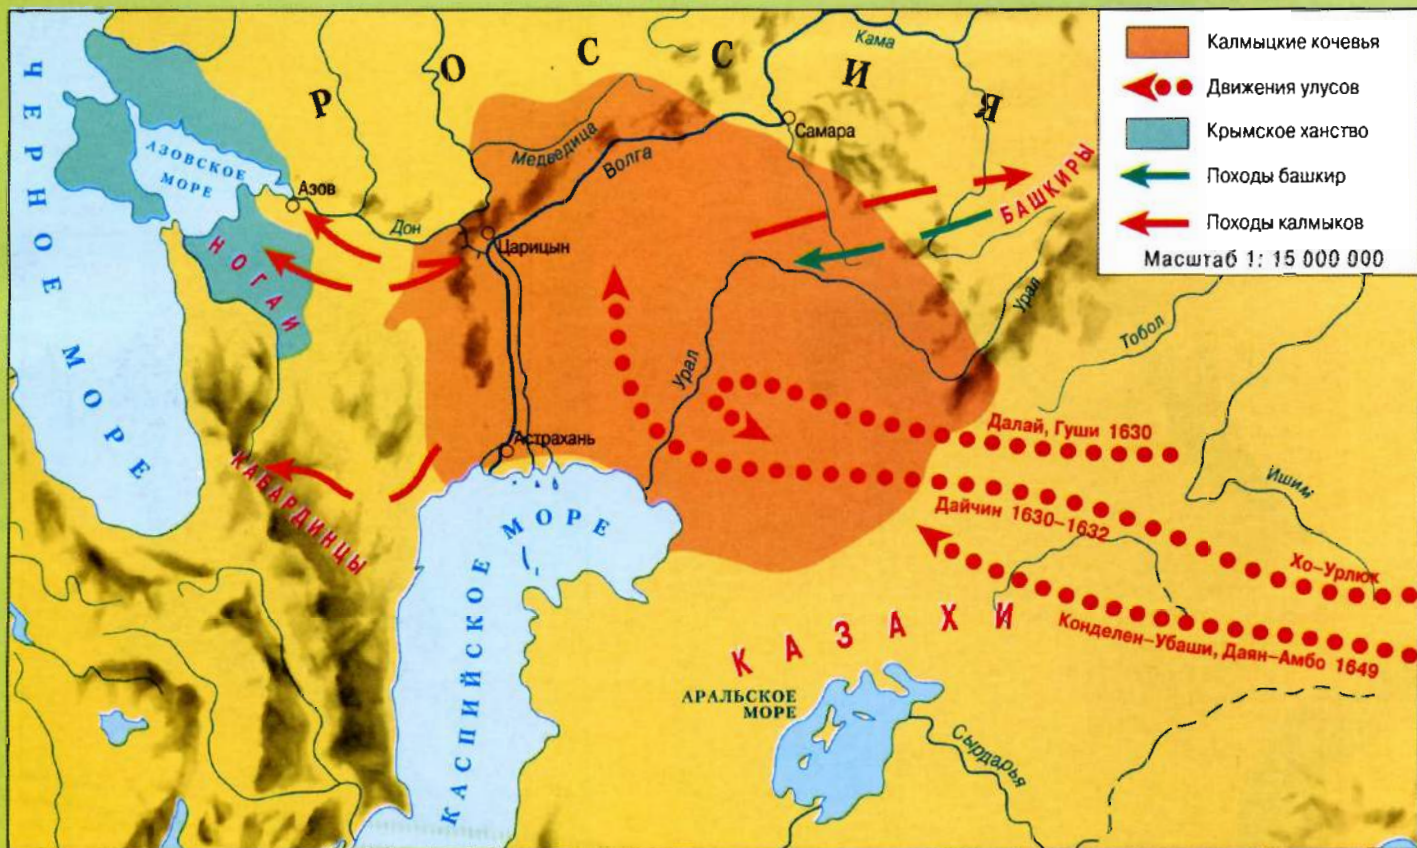 РОССИЯ
Кама
Самара
Медведица
Волга
ЧЕРНОЕ МОРЕ
АЗОВСКОЕ
МОРЕ
Азов
Дон
Царицын
НОГАИ
БАШКИРЫ
Урал
Тобол
Урал
Астрахань
КАБАРДИНЦЫ
КАСПИЙСКОЕ МОРЕ
Далай, Гуши 1630
Ишим
Дайчин 1630–1632
Хо–Урлюк
Конделен–Убаши, Даян–Амбо 1649
КАЗАХИ
АРАЛЬСКОЕ
МОРЕ
Сырдарья
Калмыцкие кочевья
Движения улусов
Крымское ханство
Походы башкир
Походы калмыков
Масштаб 1: 15 000 000